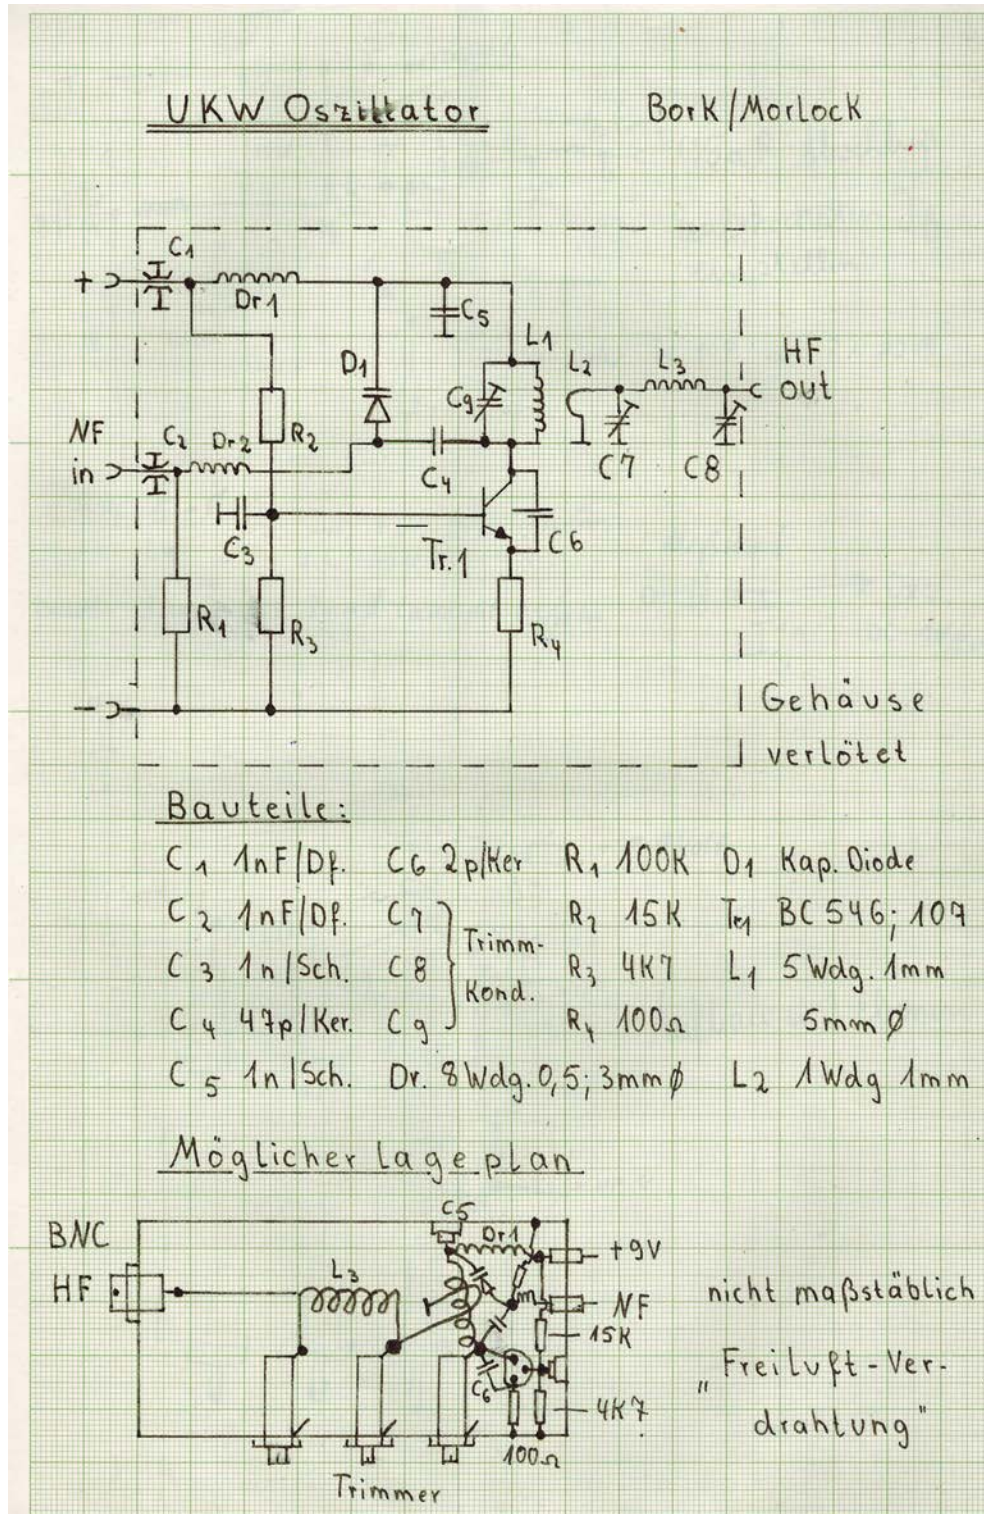 UKW Oszillator Bork/Morlock
C1
+
Dr1
C5
L1
D1
C9
L2
L3
HF
out
R2
NF
in
C2
Dr2
C4
C7
C8
C3
Tr.1
C6
R1
R3
R4
-
Gehäuse
verlötet
Bauteile:
C1 1nF/Df. C6 2p/Ker R1 100K D1 Kap. Diode
C2 1nF/Df. C7 R2 15K Tr1 BC 546; 107
Trimm-
C3 1n/Sch. C8 R3 4K7 L1 5 Wdg. 1mm
Kond.
C4 47p/Ker. C9 R4 100Ω 5mm Ø
C5 1n/Sch. Dr. 8 Wdg. 0,5; 3mm Ø L2 1 Wdg 1mm
Möglicher Lageplan
C5
BNC
Dr1
+9V
HF
L3
NF
nicht maßstäblich
15K
C6
"Freiluft-Ver-
4K7
drahtung"
100Ω
Trimmer